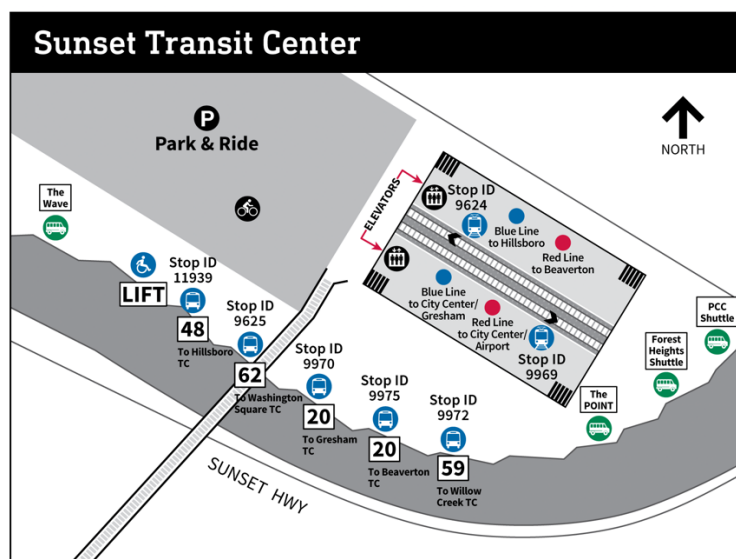 Sunset Transit Center
P
Park & Ride
NORTH
The
Wave
LIFT
Stop ID
11939
48
To Hillsboro
TC
Stop ID
9625
62
To Washington
Square TC
Stop ID
9970
20
To Gresham
TC
Stop ID
9975
20
To Beaverton
TC
Stop ID
9972
59
To Willow
Creek TC
SUNSET HWY
ELEVATORS
Stop ID
9624
Blue Line
to Hillsboro
Red Line
to Beaverton
Blue Line
to City Center/
Gresham
Red Line
to City Center/
Airport
Stop ID
9969
The
POINT
Forest
Heights
Shuttle
PCC
Shuttle